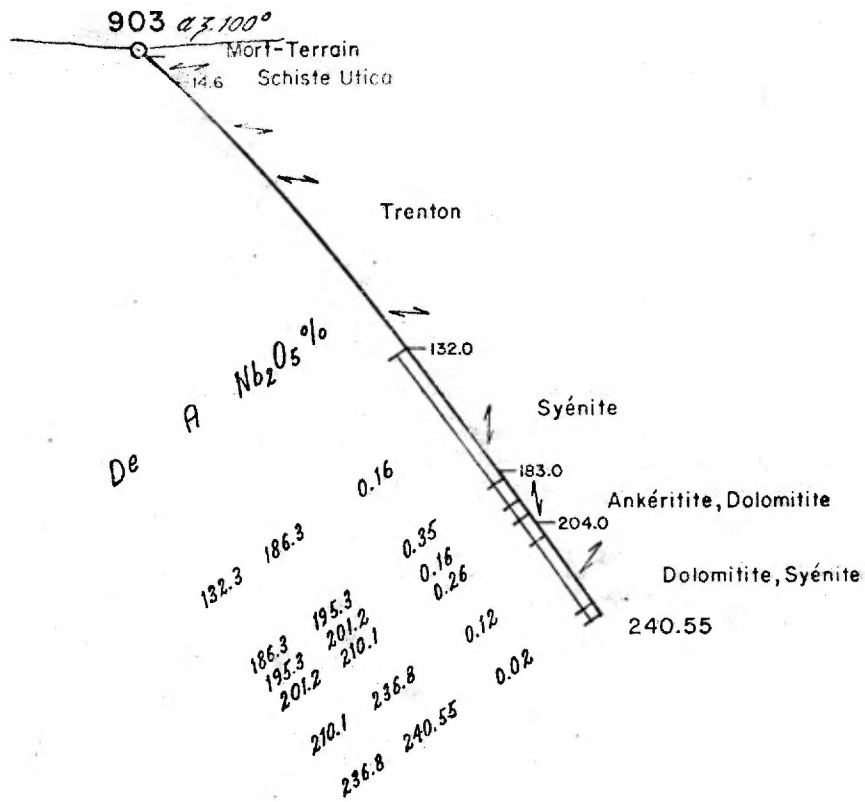 903 az.100°
Mort-Terrain
14.6 Schiste Utica
Trenton
132.0
Syénite
183.0
Ankéritite, Dolomitite
204.0
Dolomitite, Syénite
240.55
De A Nb2O5 %
132.3 186.3 0.16
186.3 195.3 0.35
195.3 201.2 0.16
201.2 210.1 0.26
210.1 236.8 0.12
236.8 240.55 0.02